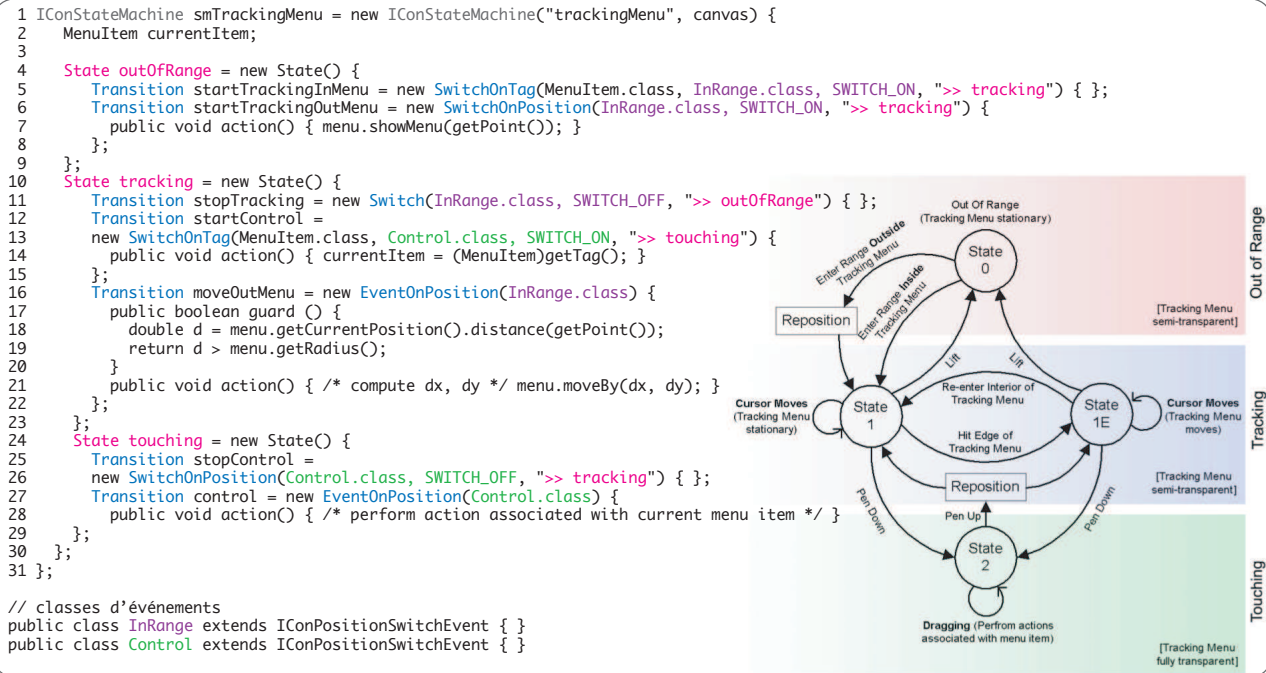 1 IConStateMachine smTrackingMenu = new IConStateMachine("trackingMenu", canvas) {
2 MenuItem currentItem;
3
4 State outOfRange = new State() {
5 Transition startTrackingInMenu = new SwitchOnTag(MenuItem.class, InRange.class, SWITCH_ON, ">> tracking") { };
6 Transition startTrackingOutMenu = new SwitchOnPosition(InRange.class, SWITCH_ON, ">> tracking") {
7 public void action() { menu.showMenu(getPoint()); }
8 };
9 };
10 State tracking = new State() {
11 Transition stopTracking = new Switch(InRange.class, SWITCH_OFF, ">> outOfRange") { };
12 Transition startControl =
13 new SwitchOnTag(MenuItem.class, Control.class, SWITCH_ON, ">> touching") {
14 public void action() { currentItem = (MenuItem)getTag(); }
15 };
16 Transition moveOutMenu = new EventOnPosition(InRange.class) {
17 public boolean guard () {
18 double d = menu.getCurrentPosition().distance(getPoint());
19 return d > menu.getRadius();
20 }
21 public void action() { /* compute dx, dy */ menu.moveBy(dx, dy); }
22 };
23 };
24 State touching = new State() {
25 Transition stopControl =
26 new SwitchOnPosition(Control.class, SWITCH_OFF, ">> tracking") { };
27 Transition control = new EventOnPosition(Control.class) {
28 public void action() { /* perform action associated with current menu item */ }
29 };
30 };
31 };
// classes d'événements
public class InRange extends IConPositionSwitchEvent { }
public class Control extends IConPositionSwitchEvent { }
Out Of Range
(Tracking Menu stationary)
State
0
Enter Range Outside
Tracking Menu
Enter Range Inside
Tracking Menu
Reposition
[Tracking Menu
semi-transparent]
Out of Range
Lift
Lift
Re-enter Interior of
Tracking Menu
Cursor Moves
(Tracking Menu
stationary)
State
1
State
1E
Cursor Moves
(Tracking Menu
moves)
Hit Edge of
Tracking Menu
Reposition
[Tracking Menu
semi-transparent]
Tracking
Pen Down
Pen Up
Pen Down
State
2
Dragging (Perfrom actions
associated with menu item)
[Tracking Menu
fully transparent]
Touching